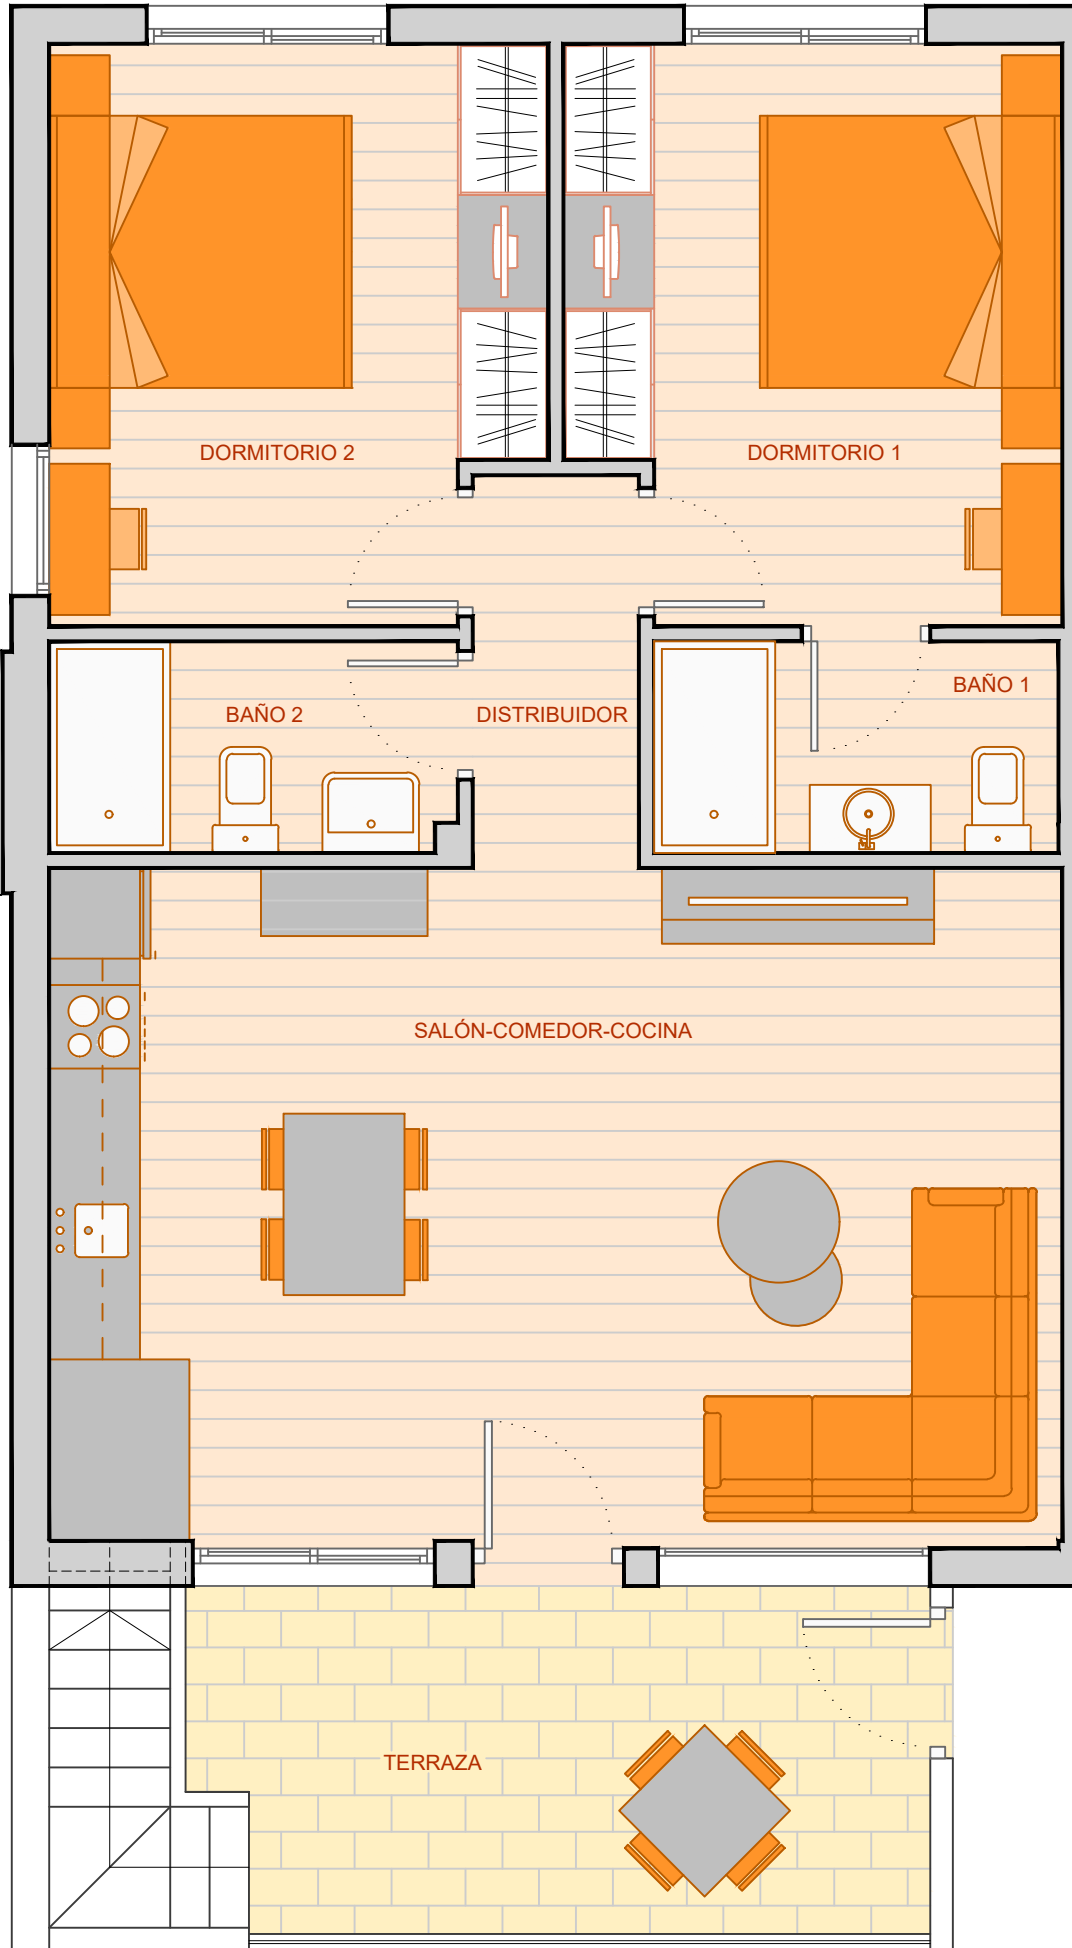 DORMITORIO 2
DORMITORIO 1
BAÑO 1
BAÑO 2
DISTRIBUIDOR
SALÓN-COMEDOR-COCINA
TERRAZA